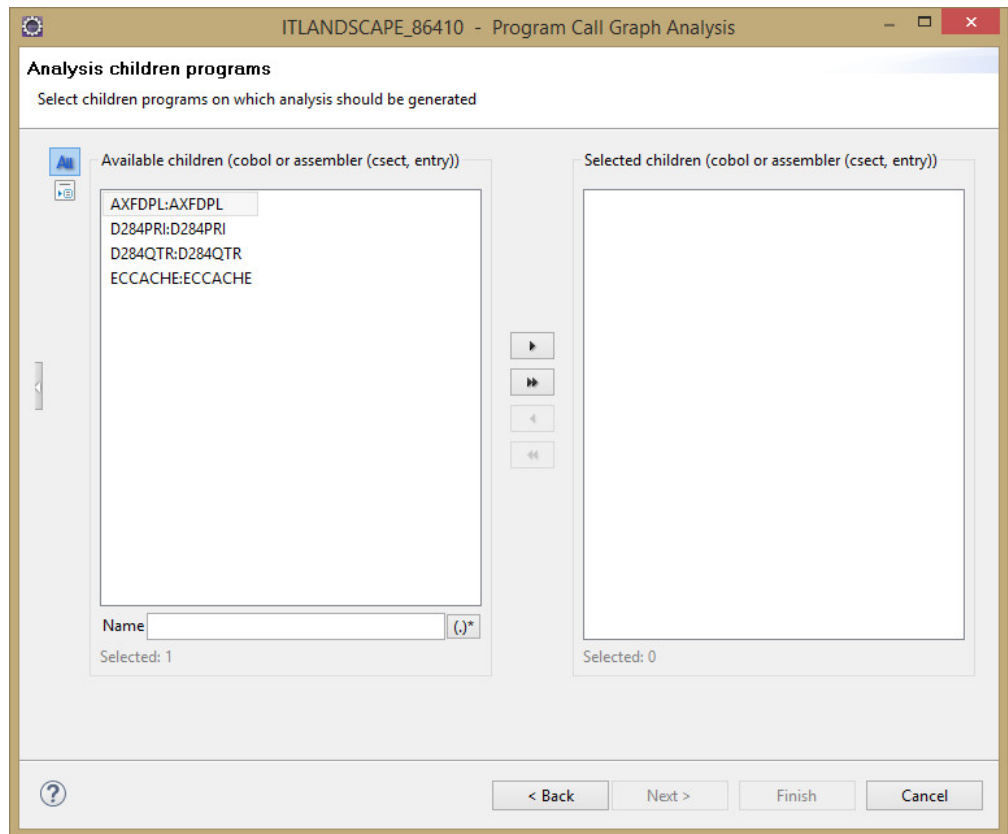 ITLANDSCAPE_86410 - Program Call Graph Analysis
Analysis children programs
Select children programs on which analysis should be generated
All
Available children (cobol or assembler (csect, entry))
AXFDPL:AXFDPL
D284PRI:D284PRI
D284QTR:D284QTR
ECCACHE:ECCACHE
Name
(.)*
Selected: 1
Selected children (cobol or assembler (csect, entry))
Selected: 0
?
< Back
Next >
Finish
Cancel